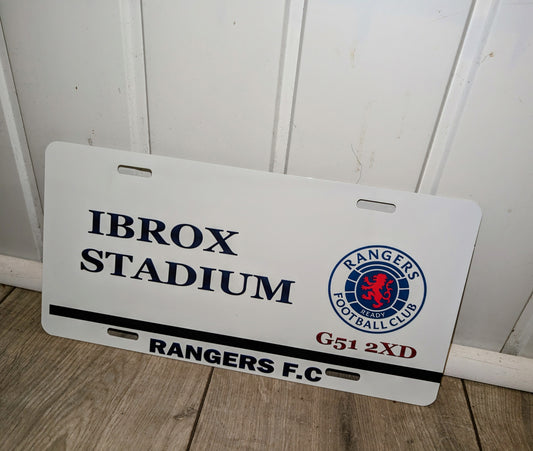 IBROX
STADIUM
RANGERS
FOOTBALL CLUB
READY
G51 2XD
RANGERS F.C